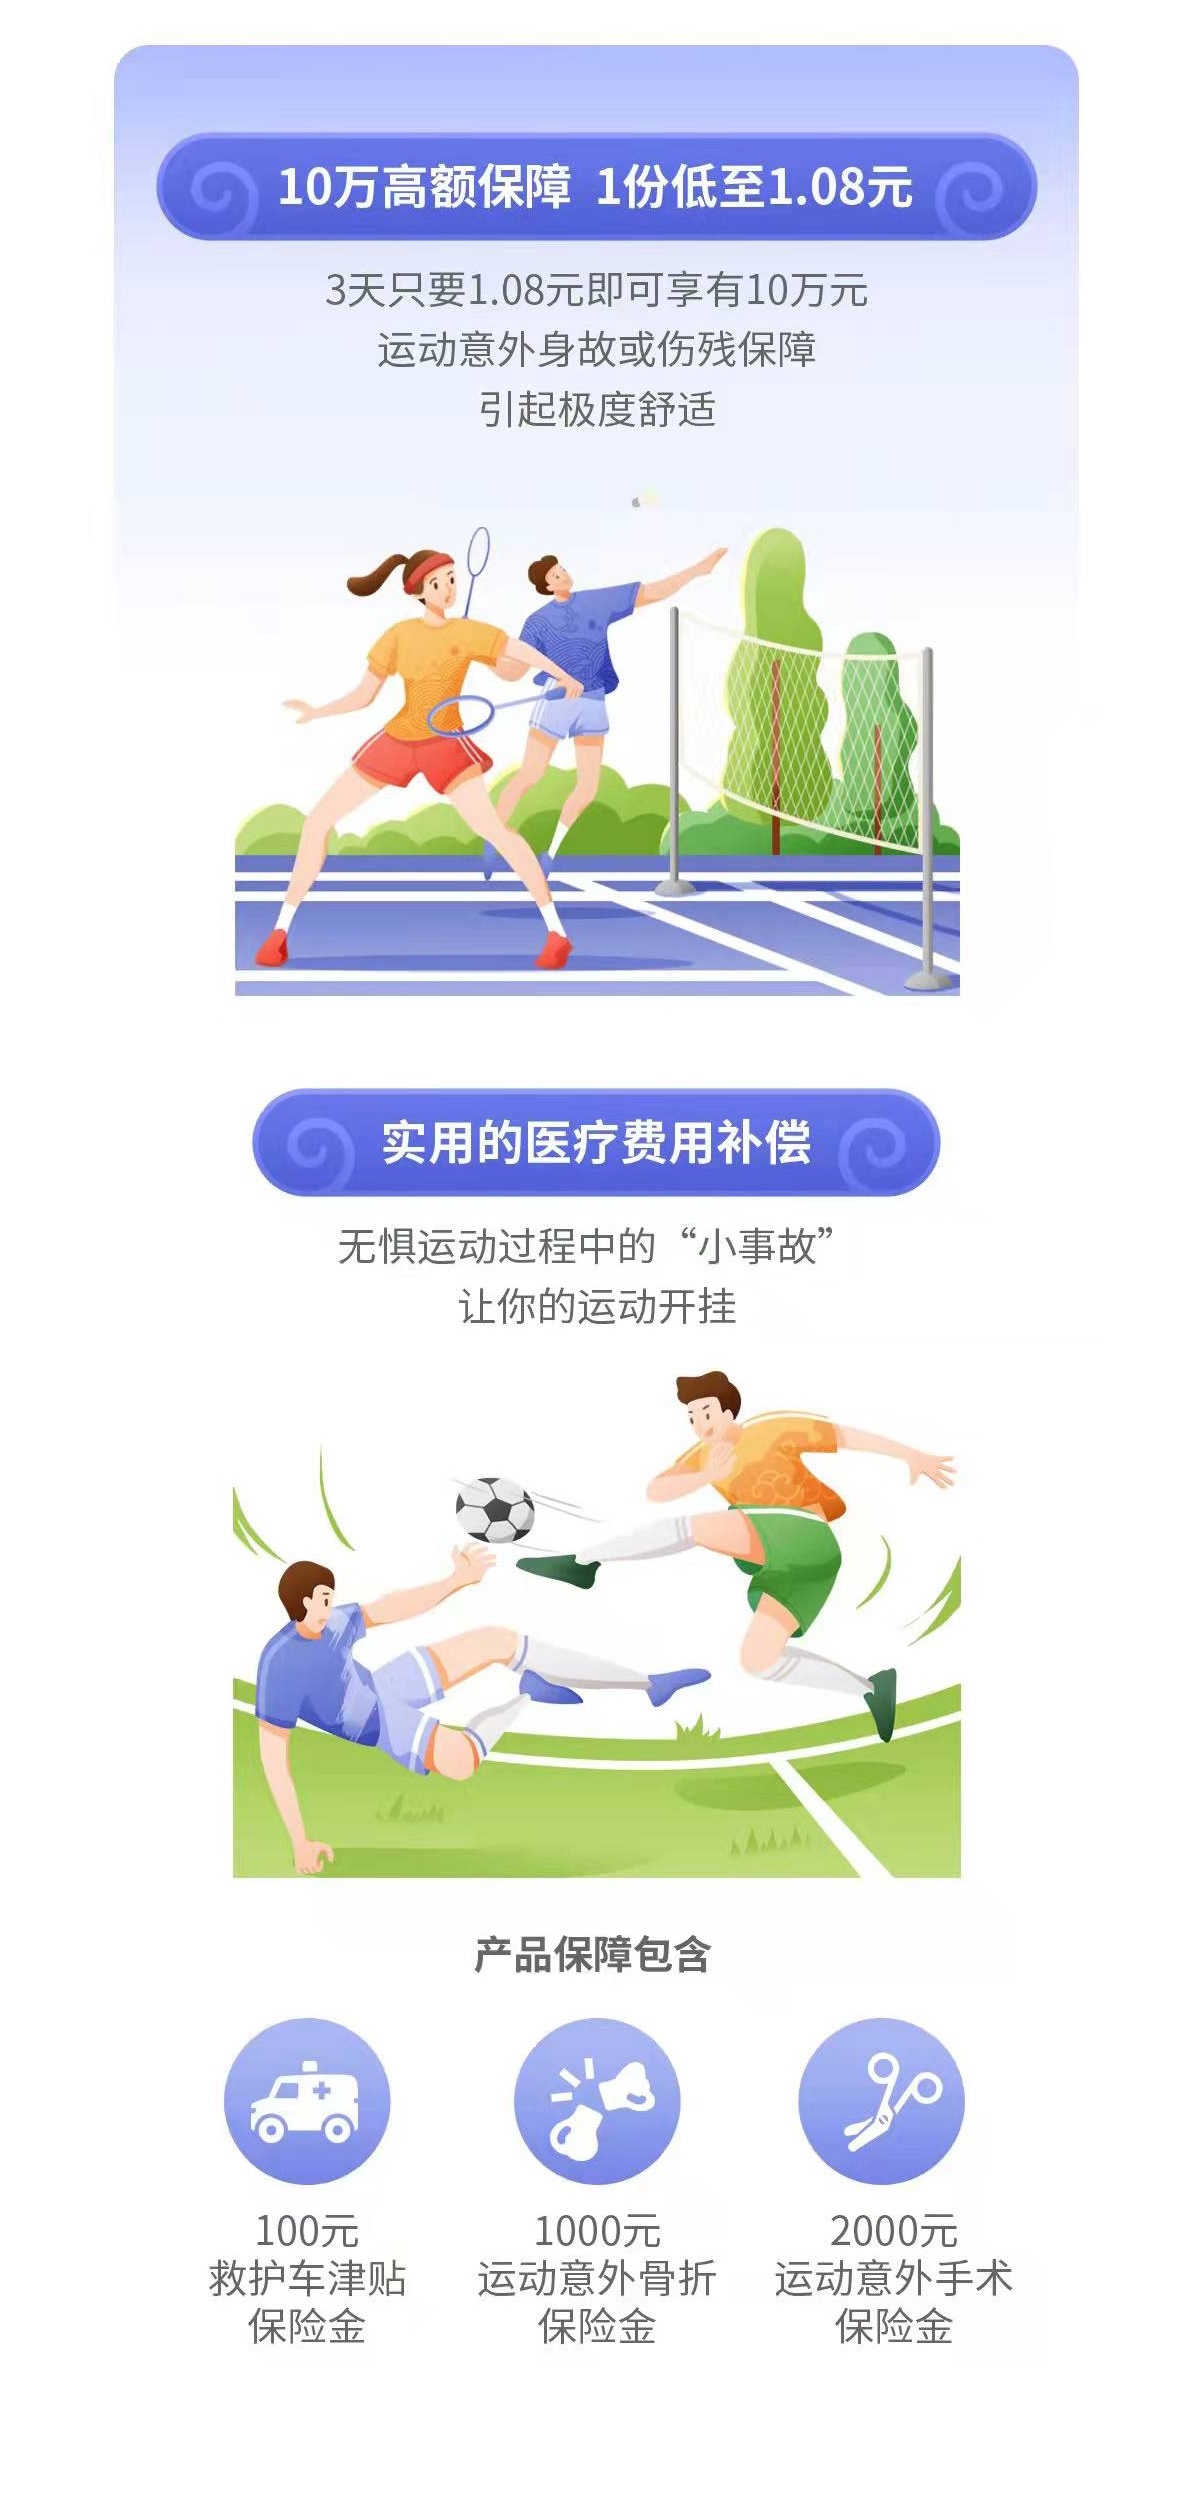 10万高额保障 1份低至1.08元
3天只要1.08元即可享有10万元
运动意外身故或伤残保障
引起极度舒适
实用的医疗费用补偿
无惧运动过程中的“小事故”
让你的运动开挂
产品保障包含
100元
救护车津贴
保险金
1000元
运动意外骨折
保险金
2000元
运动意外手术
保险金